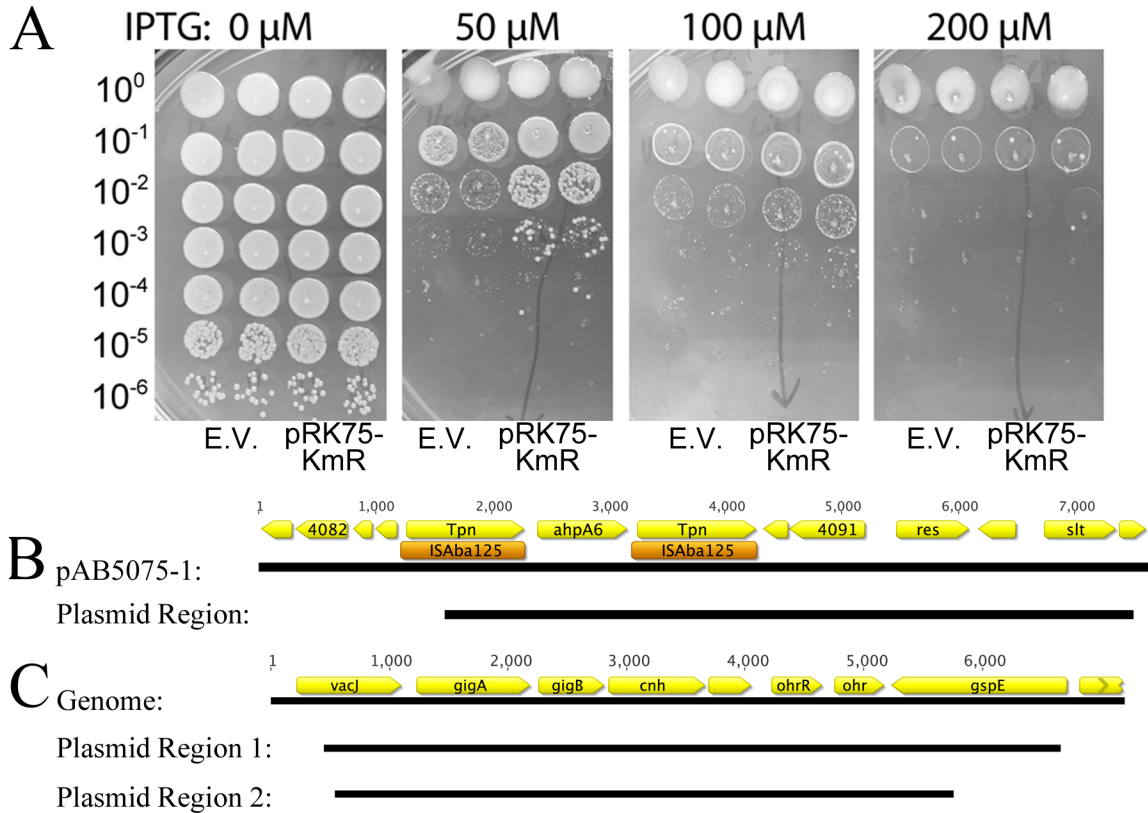 A
IPTG: 0 µM 50 µM 100 µM 200 µM
10⁰
10⁻¹
10⁻²
10⁻³
10⁻⁴
10⁻⁵
10⁻⁶
E.V. pRK75-KmR E.V. pRK75-KmR E.V. pRK75-KmR E.V. pRK75-KmR
1 1,000 2,000 3,000 4,000 5,000 6,000 7,000
4082 Tpn ahpA6 Tpn 4091 res slt
ISAba125 ISAba125
B
pAB5075-1:
Plasmid Region:
1 1,000 2,000 3,000 4,000 5,000 6,000
vacJ gigA gigB cnh ohrR ohr gspE
C
Genome:
Plasmid Region 1:
Plasmid Region 2: